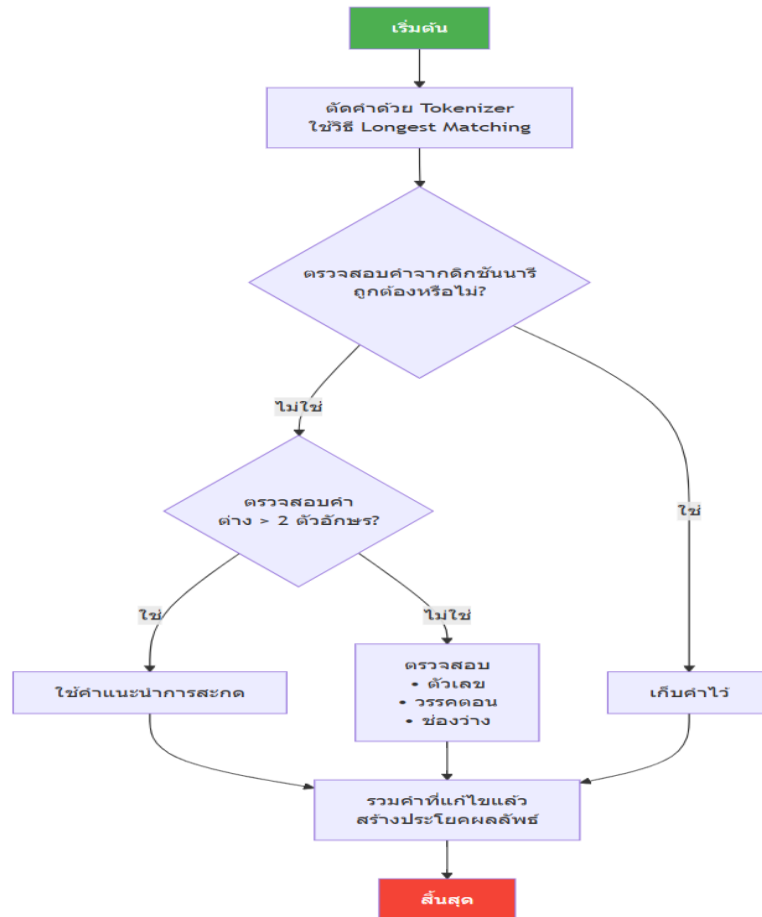 เริ่มต้น
ตัดคำด้วย Tokenizer
ใช้วิธี Longest Matching
ตรวจสอบคำจากดิกชันนารี
ถูกต้องหรือไม่?
ไม่ใช่
ใช่
ตรวจสอบคำ
ต่าง > 2 ตัวอักษร?
ใช่
ไม่ใช่
ใช้คำแนะนำการสะกด
ตรวจสอบ
• ตัวเลข
• วรรคตอน
• ช่องว่าง
เก็บคำไว้
รวมคำที่แก้ไขแล้ว
สร้างประโยคผลลัพธ์
สิ้นสุด